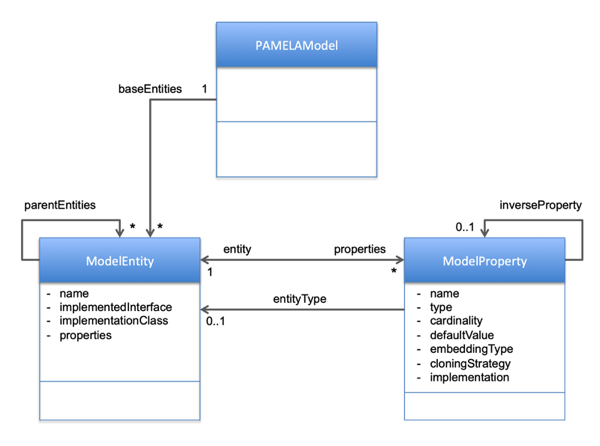 PAMELAModel
baseEntities 1
parentEntities
* *
inverseProperty
0..1
ModelEntity
entity properties
1 *
ModelProperty
entityType
0..1
- name
- implementedInterface
- implementationClass
- properties
- name
- type
- cardinality
- defaultValue
- embeddingType
- cloningStrategy
- implementation